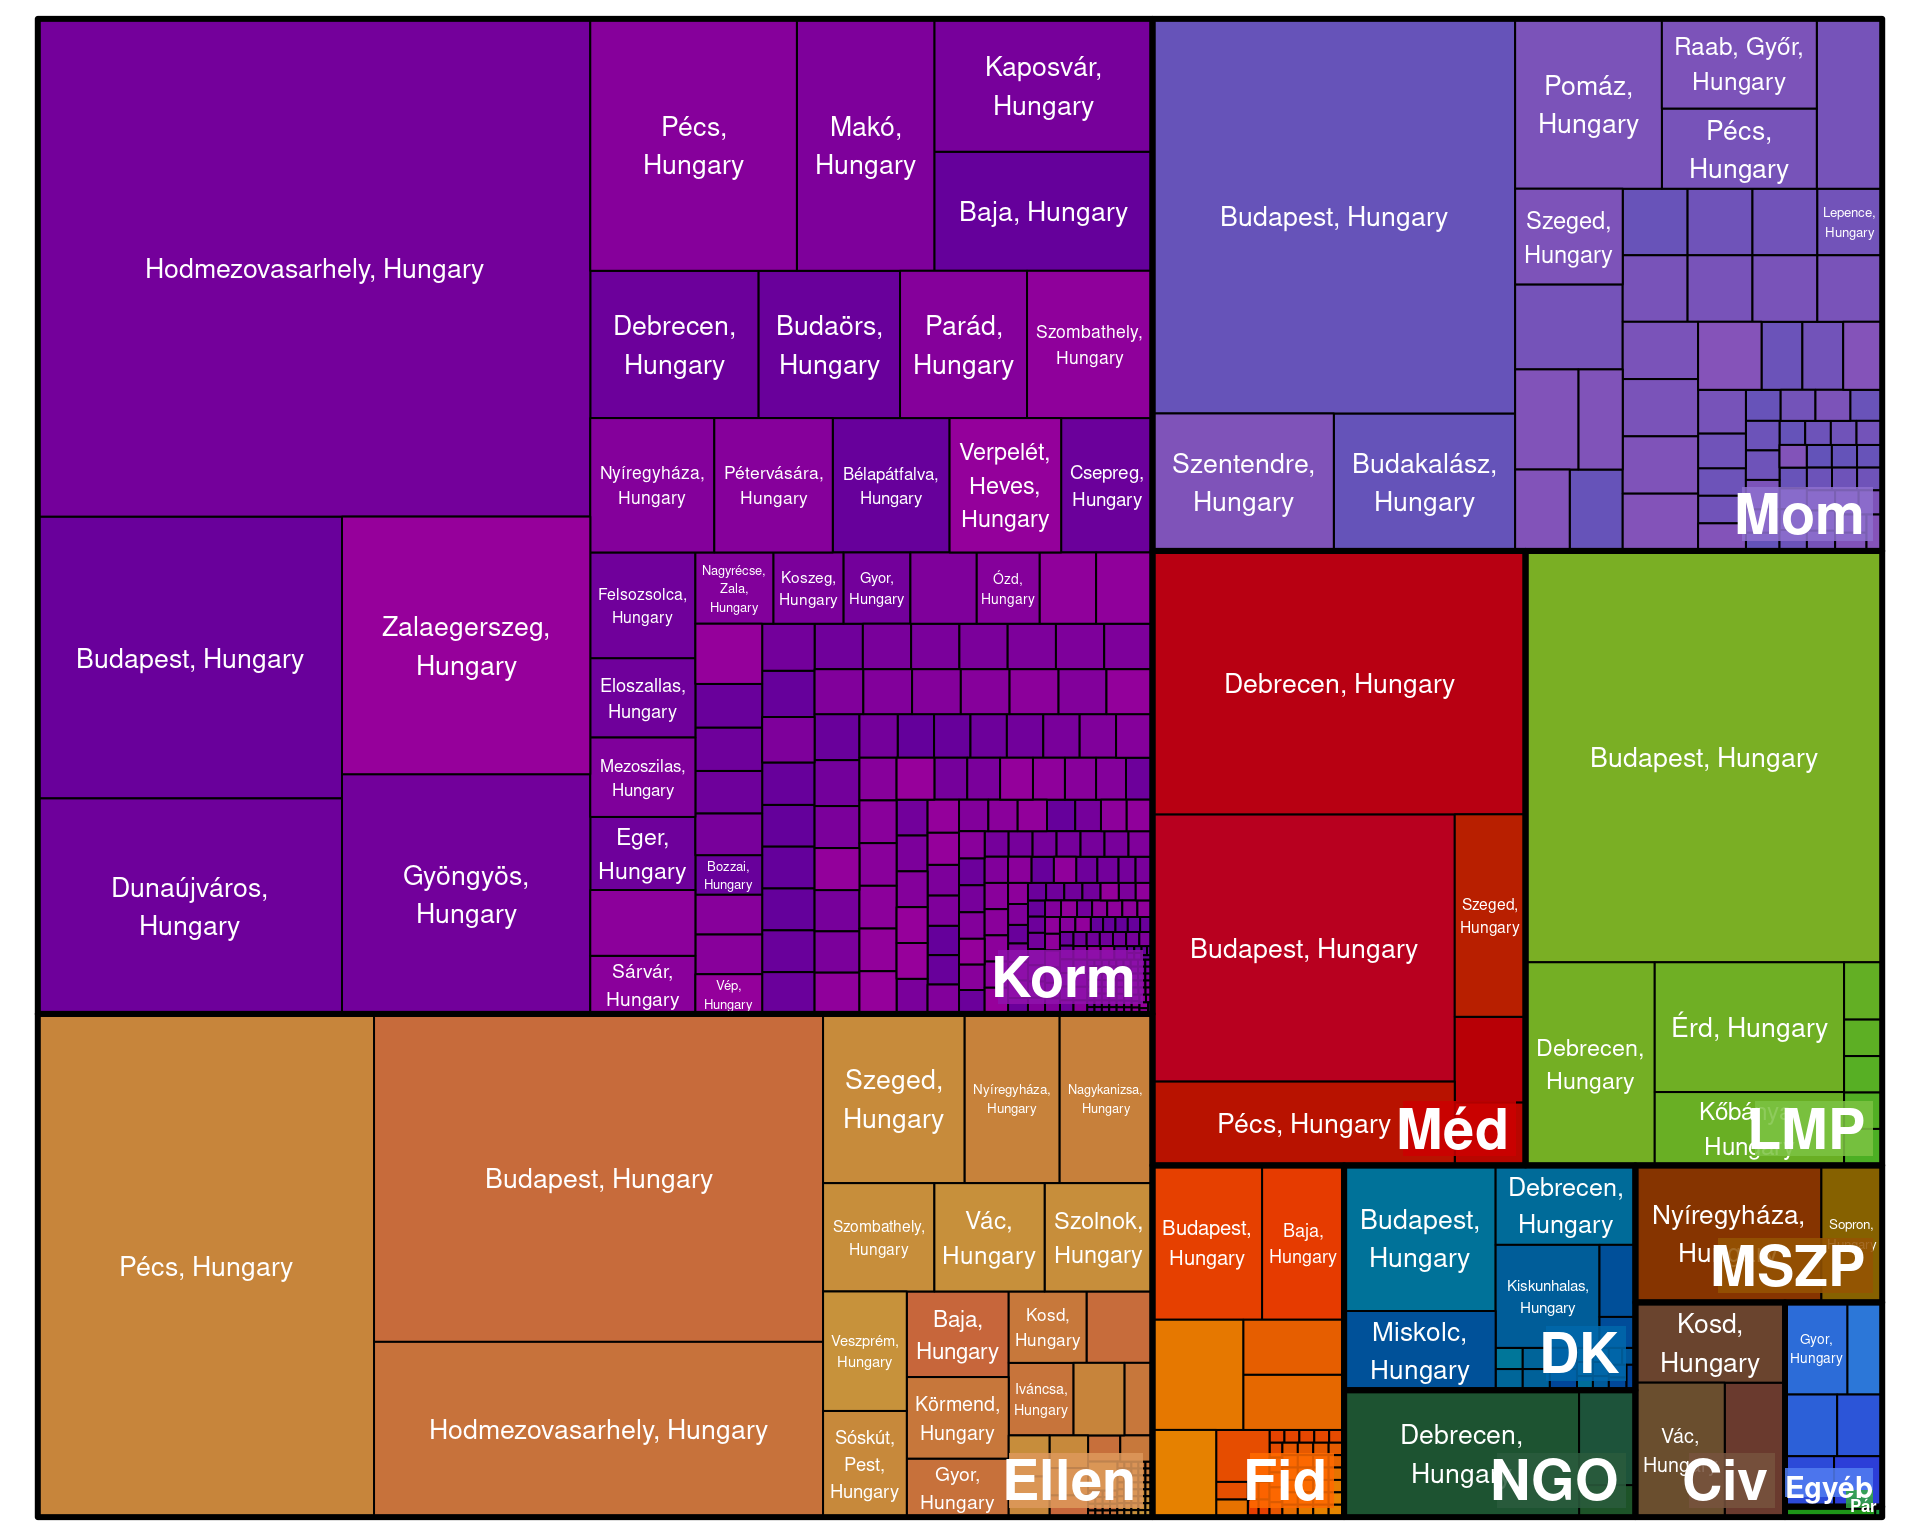 Hodmezovasarhely, Hungary
Budapest, Hungary
Zalaegerszeg,
Hungary
Dunaújváros,
Hungary
Gyöngyös,
Hungary
Pécs,
Hungary
Makó,
Hungary
Kaposvár,
Hungary
Baja, Hungary
Debrecen,
Hungary
Budaörs,
Hungary
Parád,
Hungary
Szombathely,
Hungary
Nyíregyháza,
Hungary
Pétervására,
Hungary
Bélapátfalva,
Hungary
Verpelét,
Heves,
Hungary
Csepreg,
Hungary
Felsozsolca,
Hungary
Nagyrécse,
Zala,
Hungary
Koszeg,
Hungary
Gyor,
Hungary
Ózd,
Hungary
Eloszallas,
Hungary
Mezoszilas,
Hungary
Eger,
Hungary
Bozzai,
Hungary
Sárvár,
Hungary
Vép,
Hungary
Korm
Budapest, Hungary
Szentendre,
Hungary
Budakalász,
Hungary
Pomáz,
Hungary
Raab, Győr,
Hungary
Pécs,
Hungary
Szeged,
Hungary
Lepence,
Hungary
Mom
Debrecen, Hungary
Budapest, Hungary
Szeged,
Hungary
Pécs, Hungary
Méd
Budapest, Hungary
Debrecen,
Hungary
Érd, Hungary
Kőbánya,
Hungary
LMP
Pécs, Hungary
Budapest, Hungary
Hodmezovasarhely, Hungary
Szeged,
Hungary
Nyíregyháza,
Hungary
Nagykanizsa,
Hungary
Szombathely,
Hungary
Vác,
Hungary
Szolnok,
Hungary
Veszprém,
Hungary
Baja,
Hungary
Kosd,
Hungary
Körmend,
Hungary
Iváncsa,
Hungary
Sóskút,
Pest,
Hungary
Gyor,
Hungary
Ellen
Budapest,
Hungary
Baja,
Hungary
Fid
Budapest,
Hungary
Debrecen,
Hungary
Kiskunhalas,
Hungary
Miskolc,
Hungary
DK
Nyíregyháza,
Hungary
Sopron,
Hungary
MSZP
Debrecen,
Hungary
NGO
Kosd,
Hungary
Vác,
Hungary
Civ
Gyor,
Hungary
Egyéb
Pár